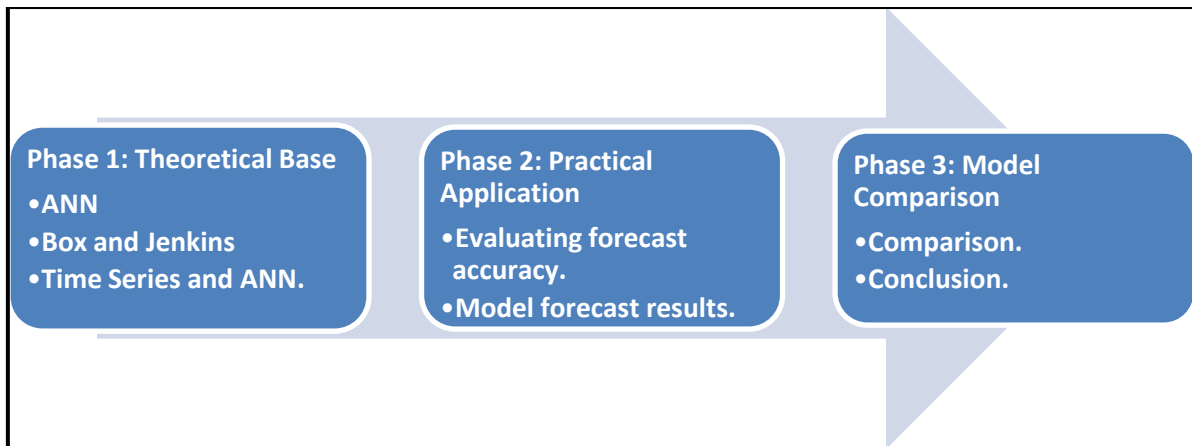 Phase 1: Theoretical Base
•ANN
•Box and Jenkins
•Time Series and ANN.
Phase 2: Practical
Application
•Evaluating forecast
accuracy.
•Model forecast results.
Phase 3: Model
Comparison
•Comparison.
•Conclusion.